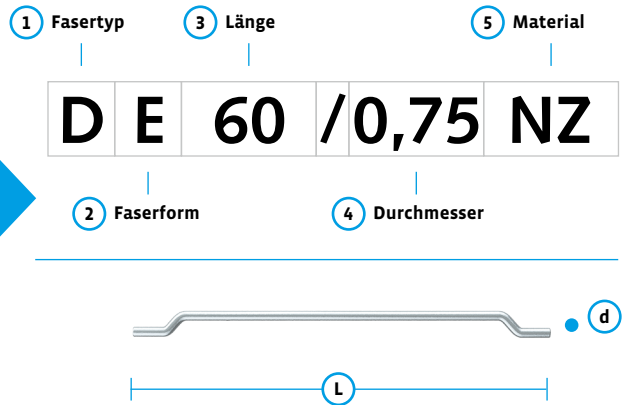 1 Fasertyp 3 Länge 5 Material
D E 60 /0,75 NZ
2 Faserform 4 Durchmesser
d
L